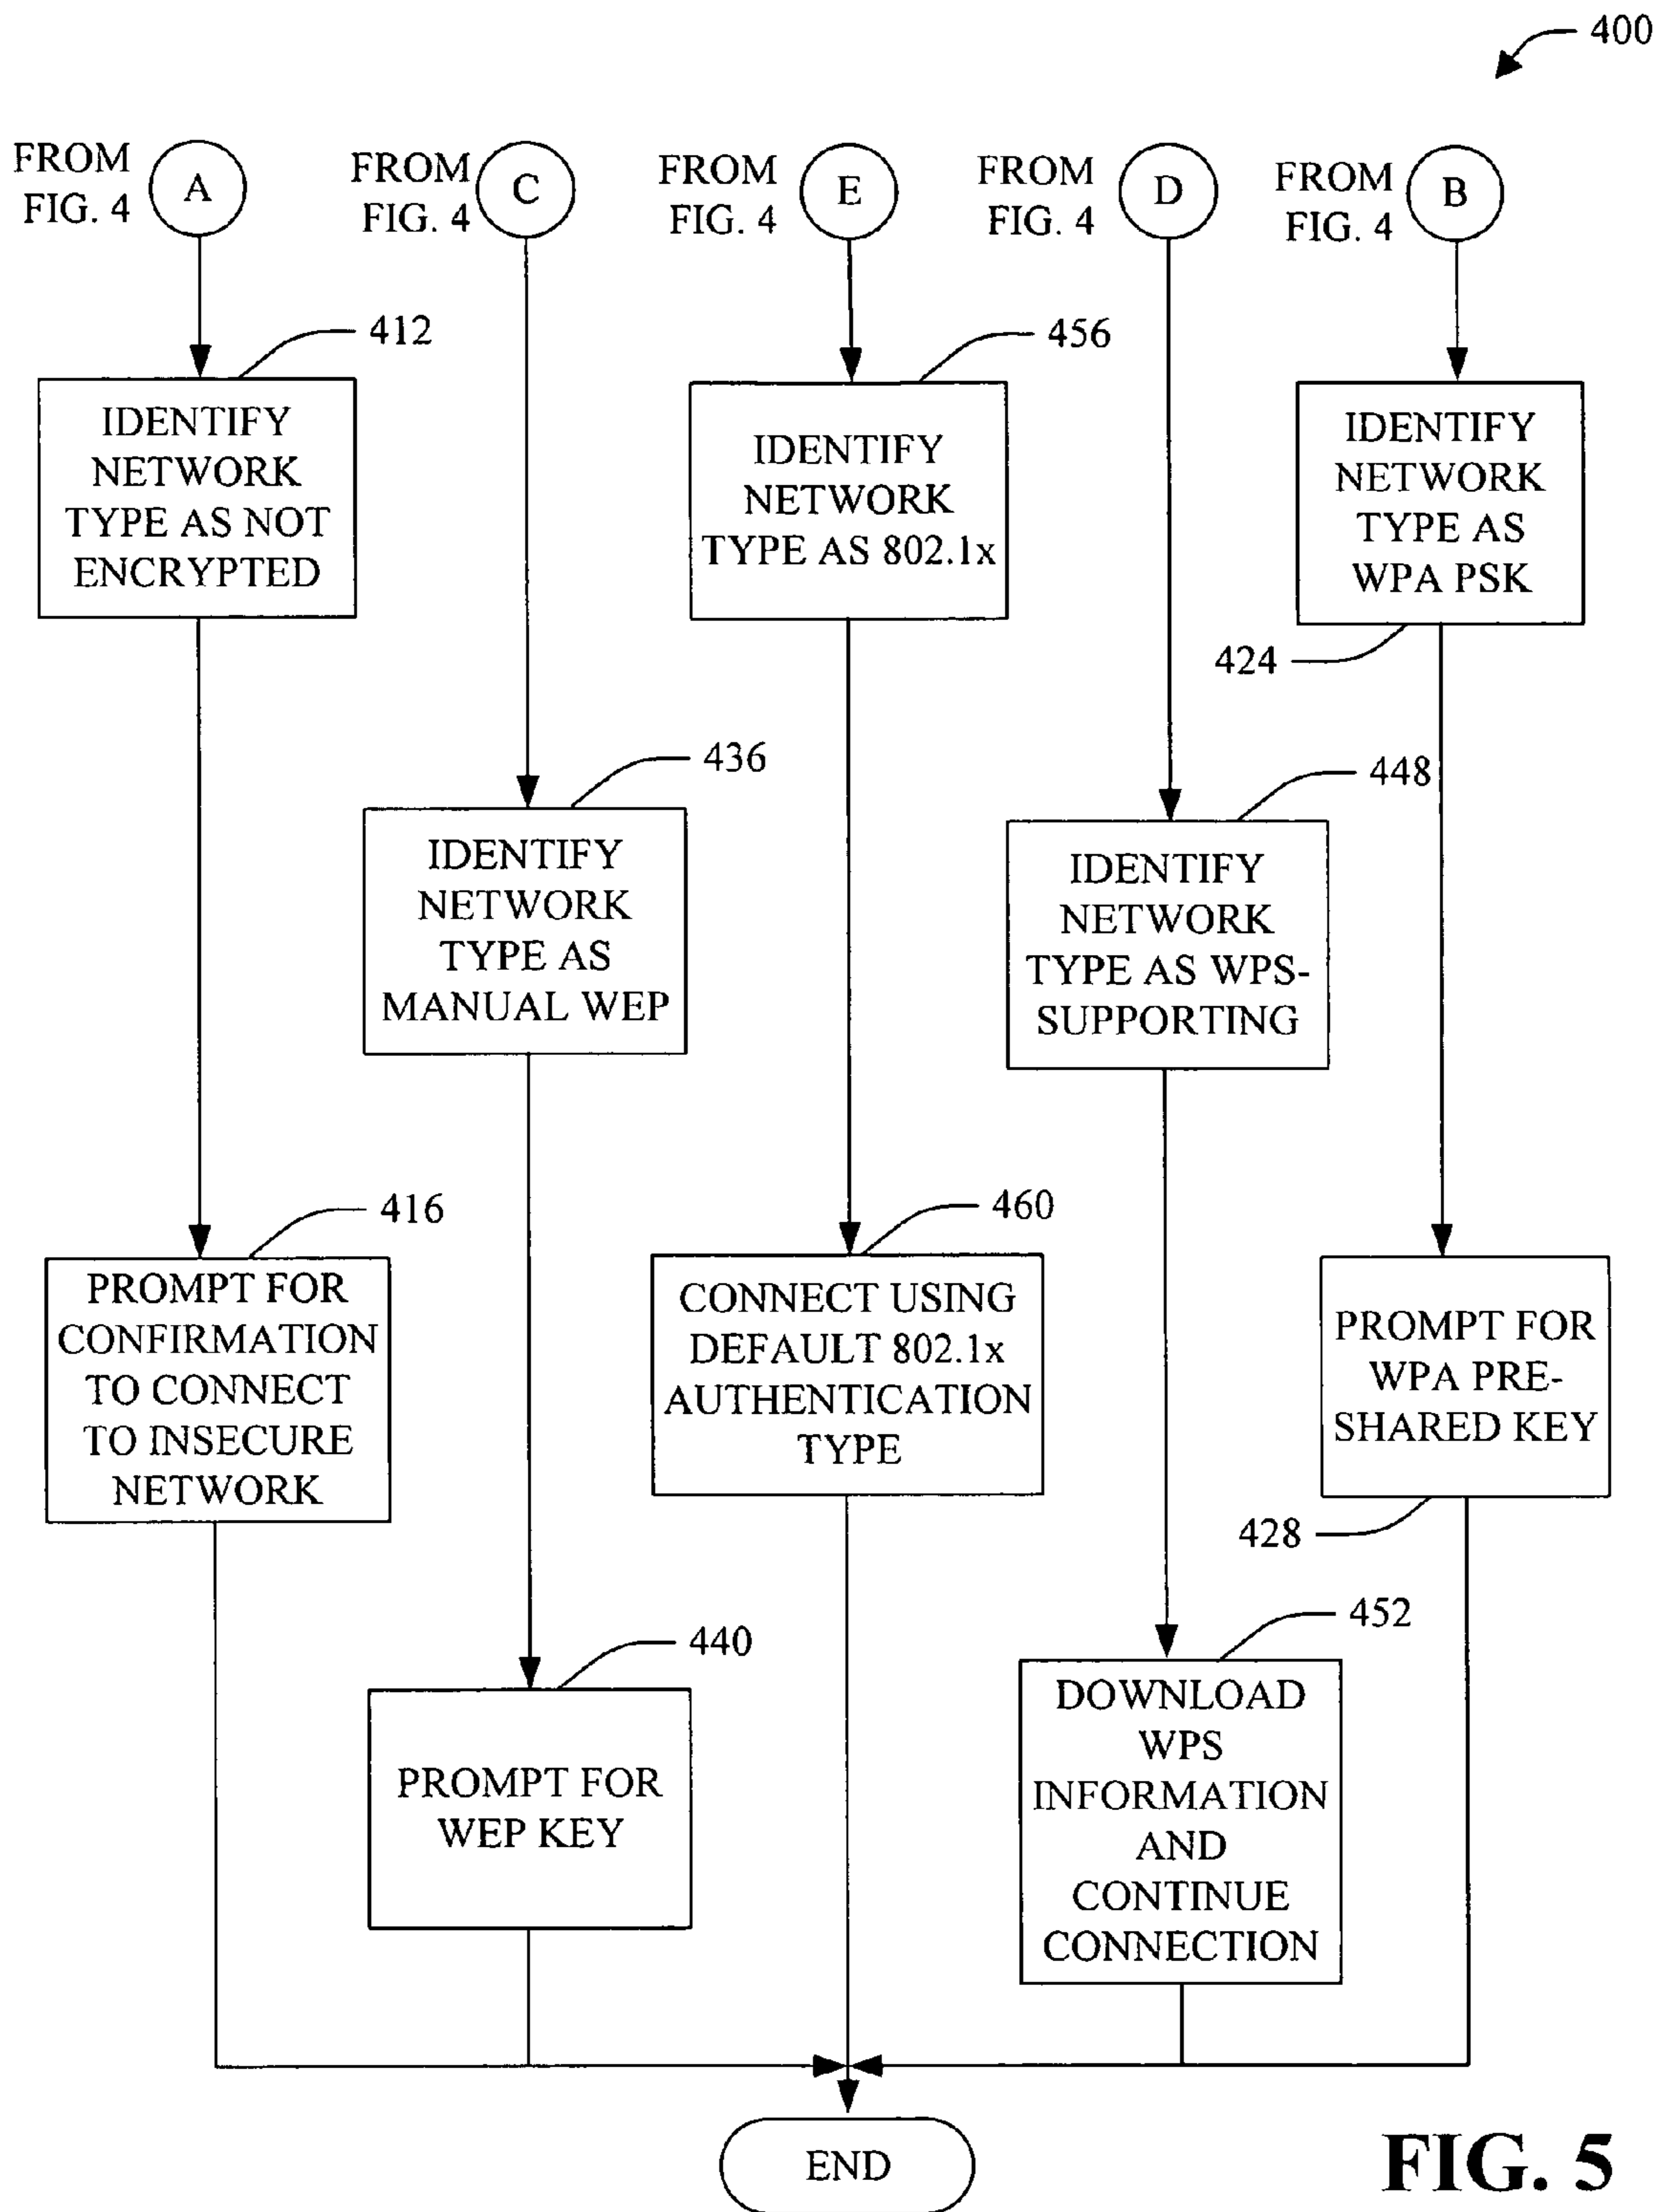 400
FROM
FIG. 4
A
FROM
FIG. 4
C
FROM
FIG. 4
E
FROM
FIG. 4
D
FROM
FIG. 4
B
412
IDENTIFY
NETWORK
TYPE AS NOT
ENCRYPTED
456
IDENTIFY
NETWORK
TYPE AS 802.1x
IDENTIFY
NETWORK
TYPE AS
WPA PSK
424
436
IDENTIFY
NETWORK
TYPE AS
MANUAL WEP
448
IDENTIFY
NETWORK
TYPE AS WPS-
SUPPORTING
416
PROMPT FOR
CONFIRMATION
TO CONNECT
TO INSECURE
NETWORK
460
CONNECT USING
DEFAULT 802.1x
AUTHENTICATION
TYPE
PROMPT FOR
WPA PRE-
SHARED KEY
428
440
PROMPT FOR
WEP KEY
452
DOWNLOAD
WPS
INFORMATION
AND
CONTINUE
CONNECTION
END
FIG. 5